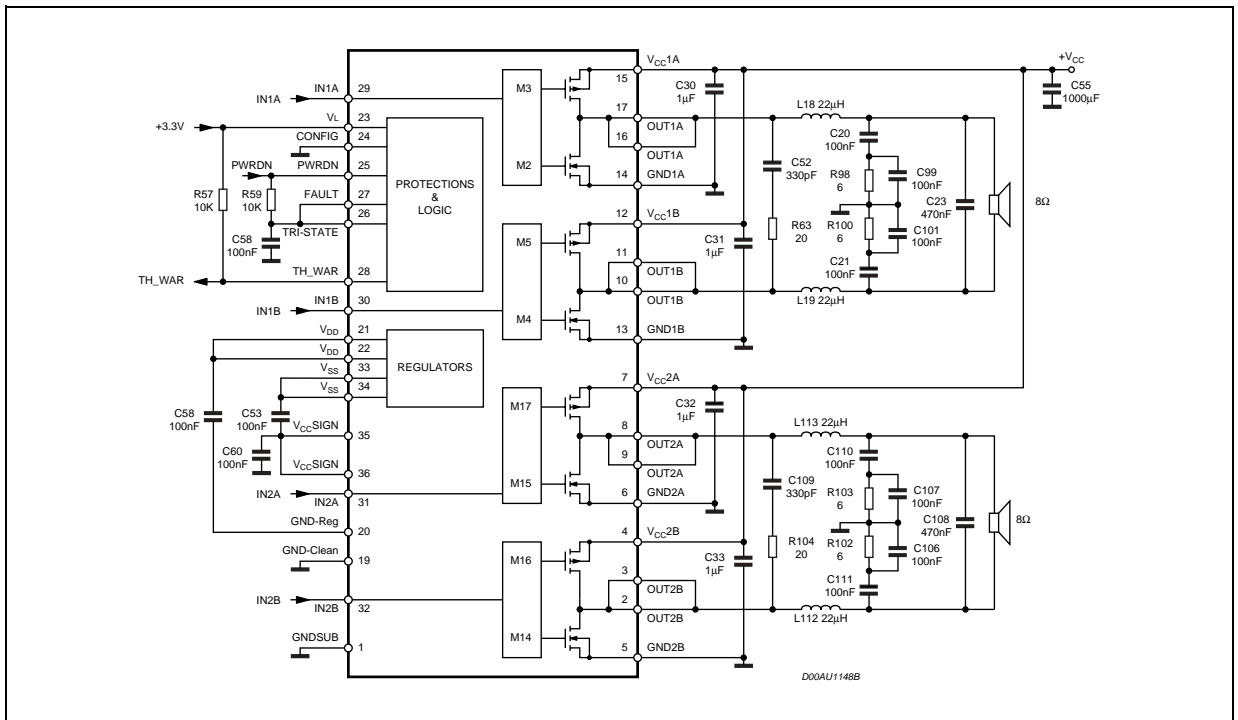 VCC1A
+VCC
15
M3
C30
1µF
C55
1000µF
IN1A
IN1A
29
17
L18 22µH
+3.3V
VL
23
16
OUT1A
C20
100nF
CONFIG
24
M2
OUT1A
C52
330pF
PWRDN
PWRDN
25
14
GND1A
R98
6
C99
100nF
R57
10K
R59
10K
FAULT
27
PROTECTIONS
&
LOGIC
12
VCC1B
C23
470nF
8Ω
26
TRI-STATE
C58
100nF
M5
C31
1µF
R63
20
R100
6
C101
100nF
11
OUT1B
C21
100nF
TH_WAR
TH_WAR
28
10
OUT1B
L19 22µH
IN1B
IN1B
30
M4
VDD
21
13
GND1B
VDD
22
VSS
33
REGULATORS
VSS
34
7
VCC2A
C58
100nF
C53
100nF
M17
C32
1µF
L113 22µH
VCCSIGN
35
8
OUT2A
C110
100nF
C60
100nF
9
OUT2A
VCCSIGN
36
M15
C109
330pF
R103
6
C107
100nF
IN2A
IN2A
31
6
GND2A
C108
470nF
8Ω
GND-Reg
20
4
VCC2B
R104
20
R102
6
C106
100nF
GND-Clean
19
M16
C33
1µF
3
OUT2B
C111
100nF
IN2B
IN2B
32
2
OUT2B
L112 22µH
M14
GNDSUB
1
5
GND2B
D00AU1148B